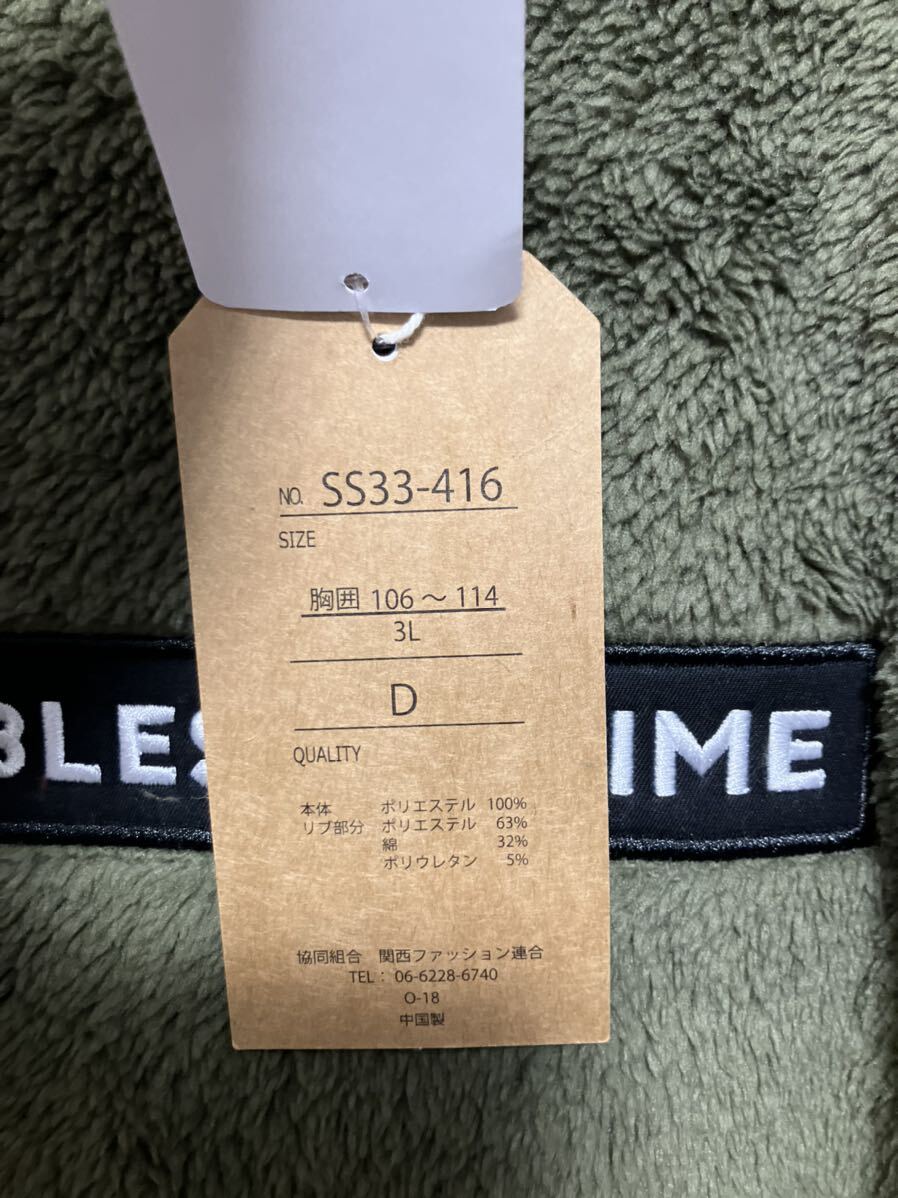 NO. SS33-416
SIZE
胸囲 106～114
3L
D
QUALITY
本体 ポリエステル 100%
リブ部分 ポリエステル 63%
綿 32%
ポリウレタン 5%
協同組合 関西ファッション連合
TEL： 06-6228-6740
O-18
中国製